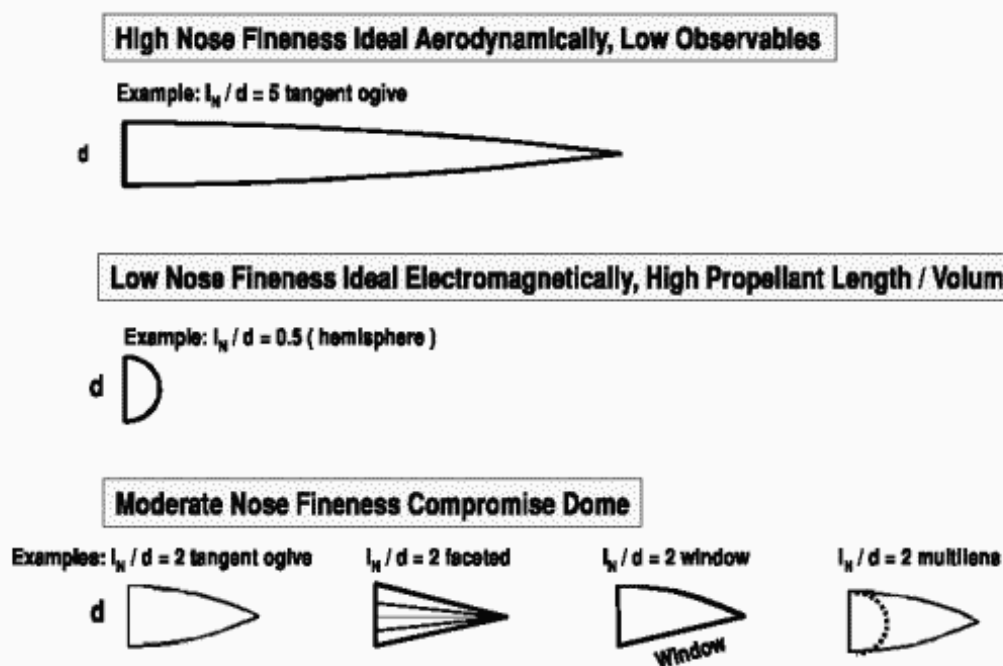 High Nose Fineness Ideal Aerodynamically, Low Observables
Example: lN / d = 5 tangent ogive
d
Low Nose Fineness Ideal Electromagnetically, High Propellant Length / Volum
Example: lN / d = 0.5 ( hemisphere )
d
Moderate Nose Fineness Compromise Dome
Examples: lN / d = 2 tangent ogive lN / d = 2 faceted lN / d = 2 window lN / d = 2 multilens
d
Window